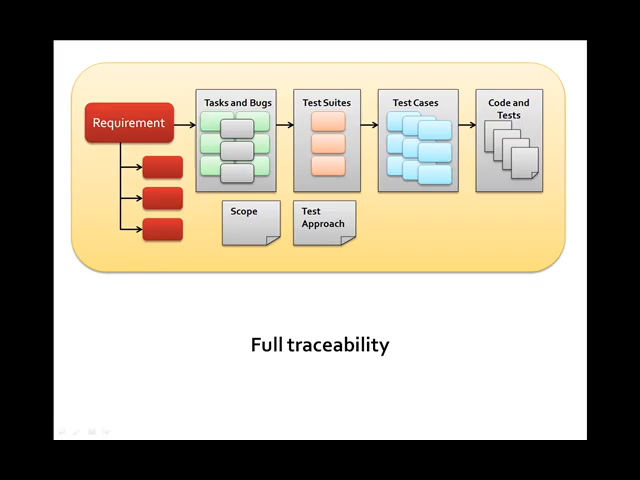 Requirement
Tasks and Bugs
Test Suites
Test Cases
Code and
Tests
Scope
Test
Approach
Full traceability